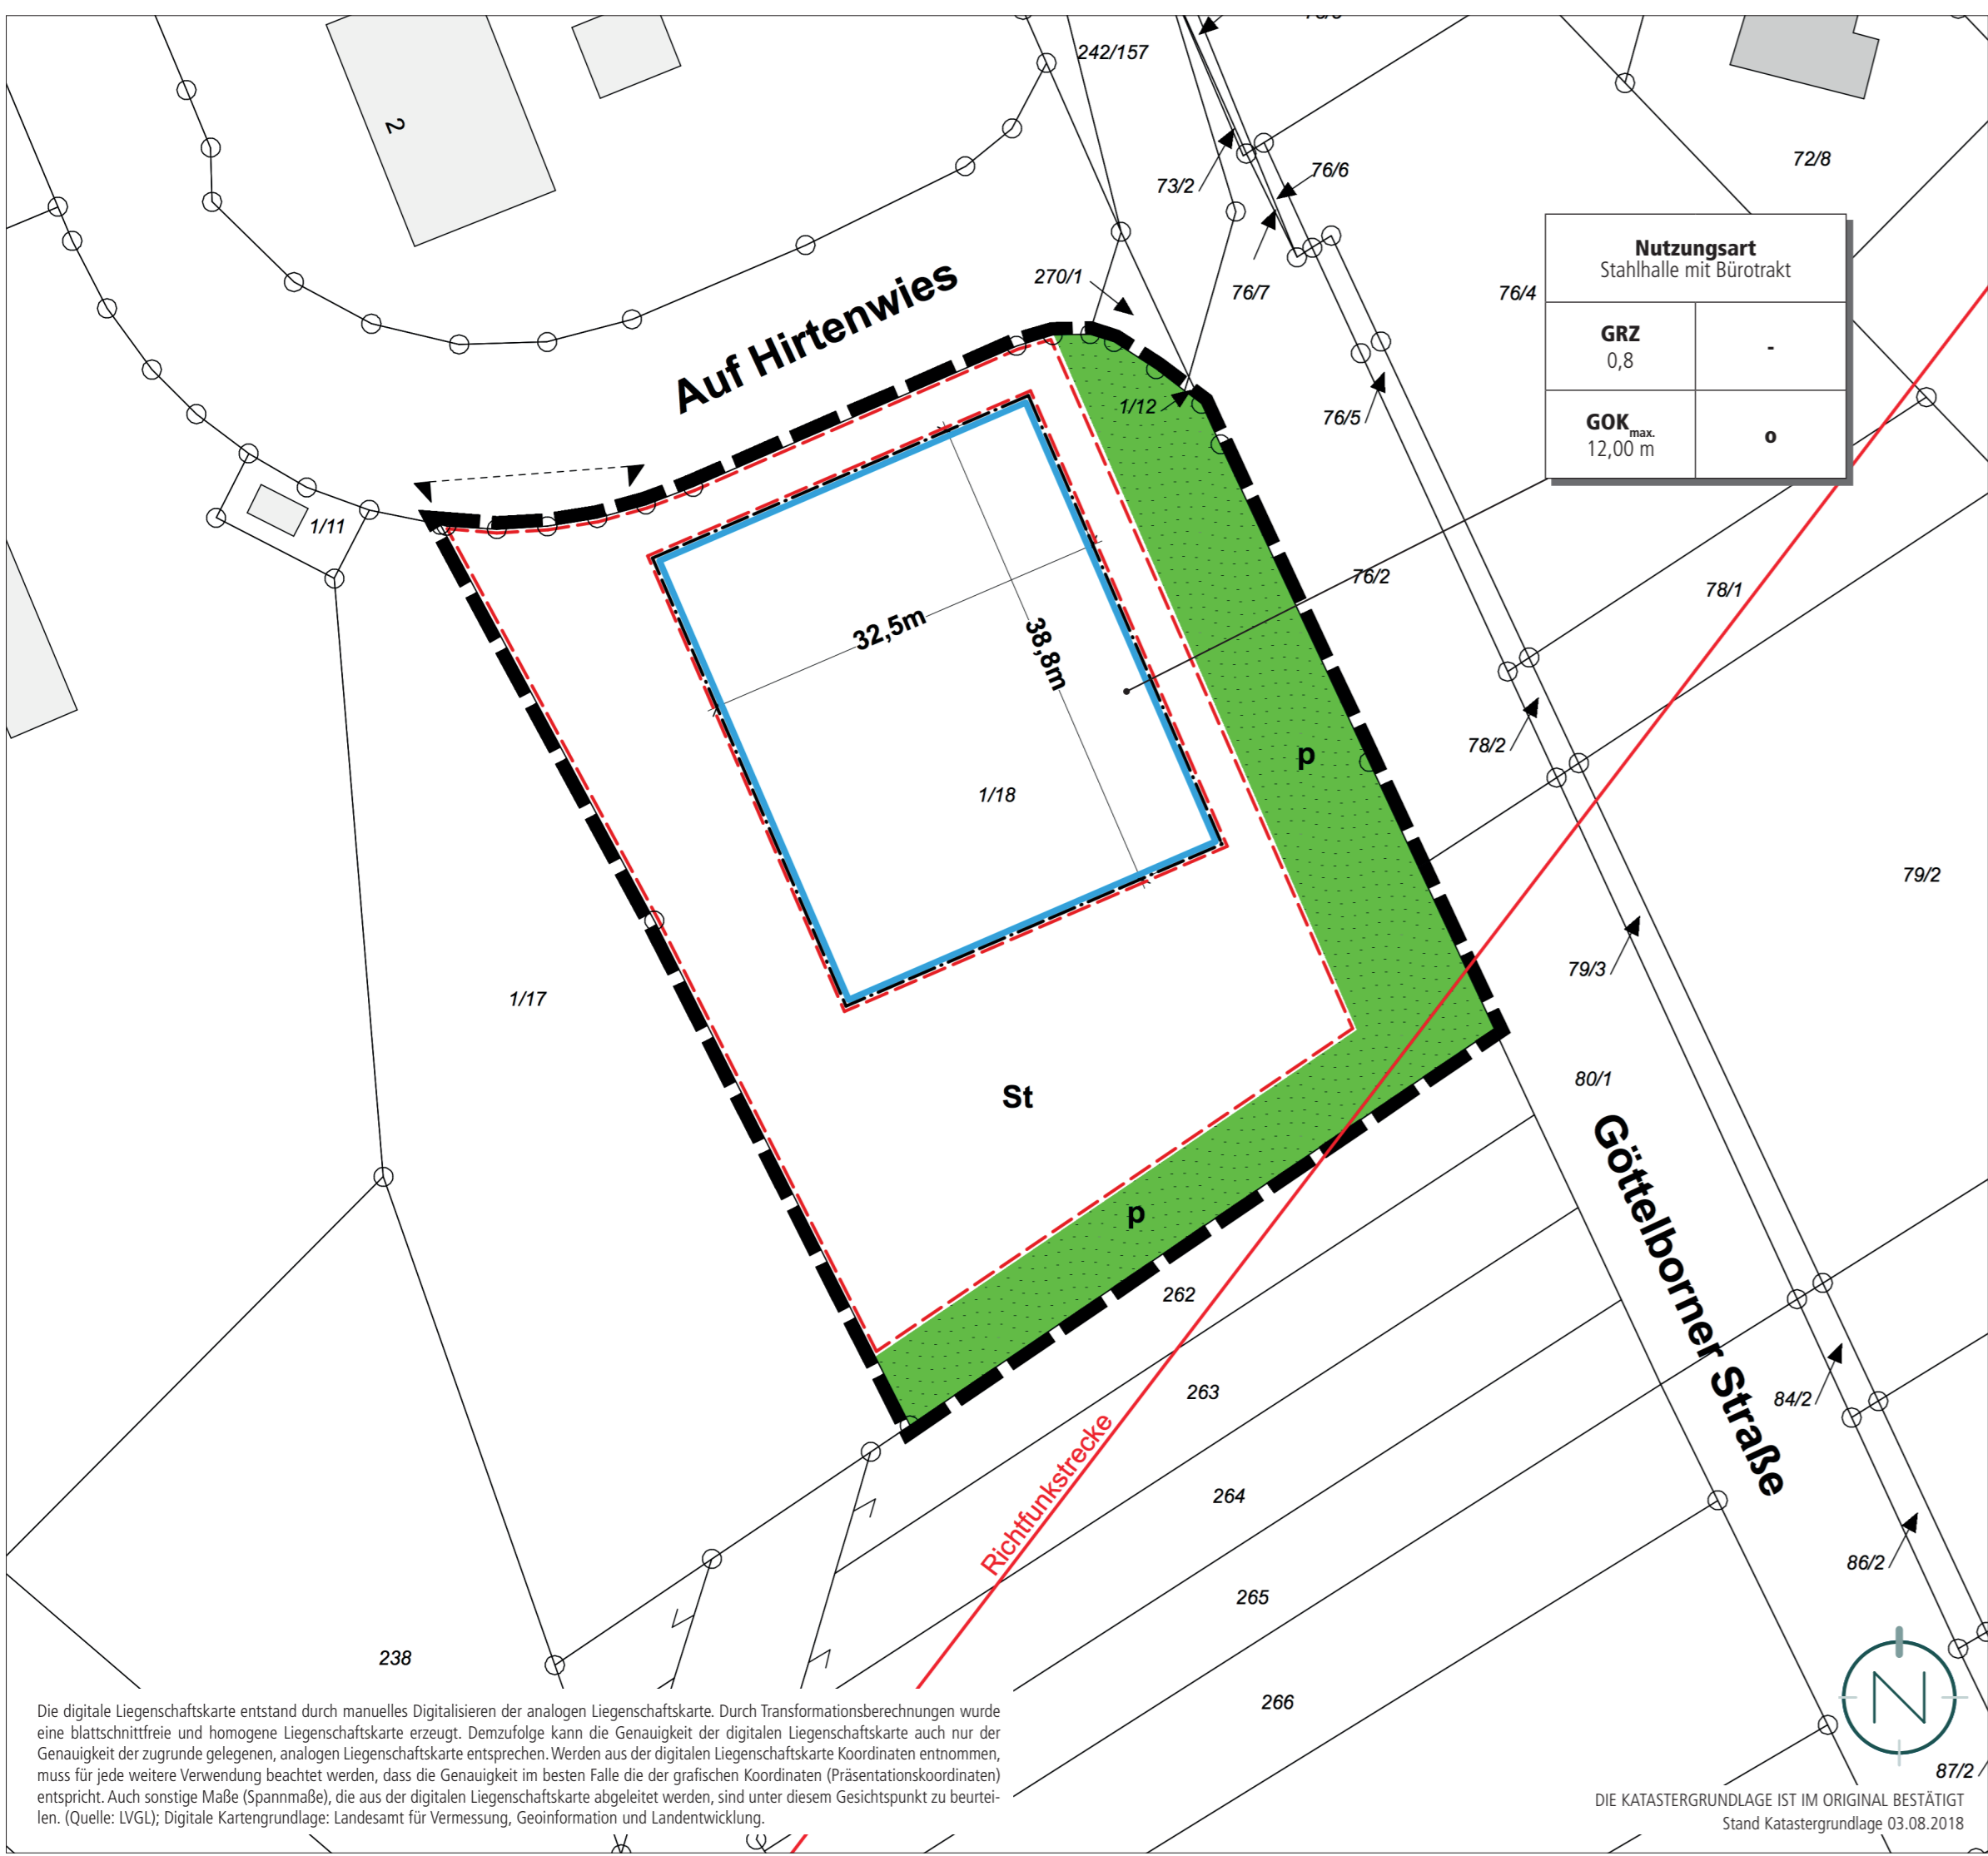 242/157
2
72/8
73/2
76/6
270/1
76/7
76/4
Nutzungsart
Stahlhalle mit Bürotrakt
GRZ
0,8
-
GOK max.
12,00 m
o
Auf Hirtenwies
1/12
76/5
1/11
76/2
78/1
32,5m
38,8m
78/2
p
1/18
79/2
79/3
1/17
80/1
St
Göttelborner Straße
p
262
263
84/2
264
Richtfunkstrecke
86/2
265
238
266
N
87/2
Die digitale Liegenschaftskarte entstand durch manuelles Digitalisieren der analogen Liegenschaftskarte. Durch Transformationsberechnungen wurde
eine blattschnittfreie und homogene Liegenschaftskarte erzeugt. Demzufolge kann die Genauigkeit der digitalen Liegenschaftskarte auch nur der
Genauigkeit der zugrunde gelegenen, analogen Liegenschaftskarte entsprechen. Werden aus der digitalen Liegenschaftskarte Koordinaten entnommen,
muss für jede weitere Verwendung beachtet werden, dass die Genauigkeit im besten Falle die der grafischen Koordinaten (Präsentationskoordinaten)
entspricht. Auch sonstige Maße (Spannmaße), die aus der digitalen Liegenschaftskarte abgeleitet werden, sind unter diesem Gesichtspunkt zu beurtei-
len. (Quelle: LVGL); Digitale Kartengrundlage: Landesamt für Vermessung, Geoinformation und Landentwicklung.
DIE KATASTERGRUNDLAGE IST IM ORIGINAL BESTÄTIGT
Stand Katastergrundlage 03.08.2018